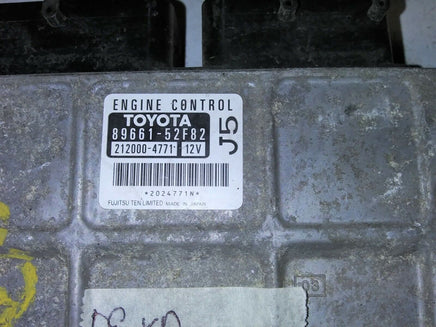 ENGINE CONTROL
TOYOTA
89661-52F82
212000-4771 12V
J5
*2024771N*
FUJITSU TEN LIMITED MADE IN JAPAN